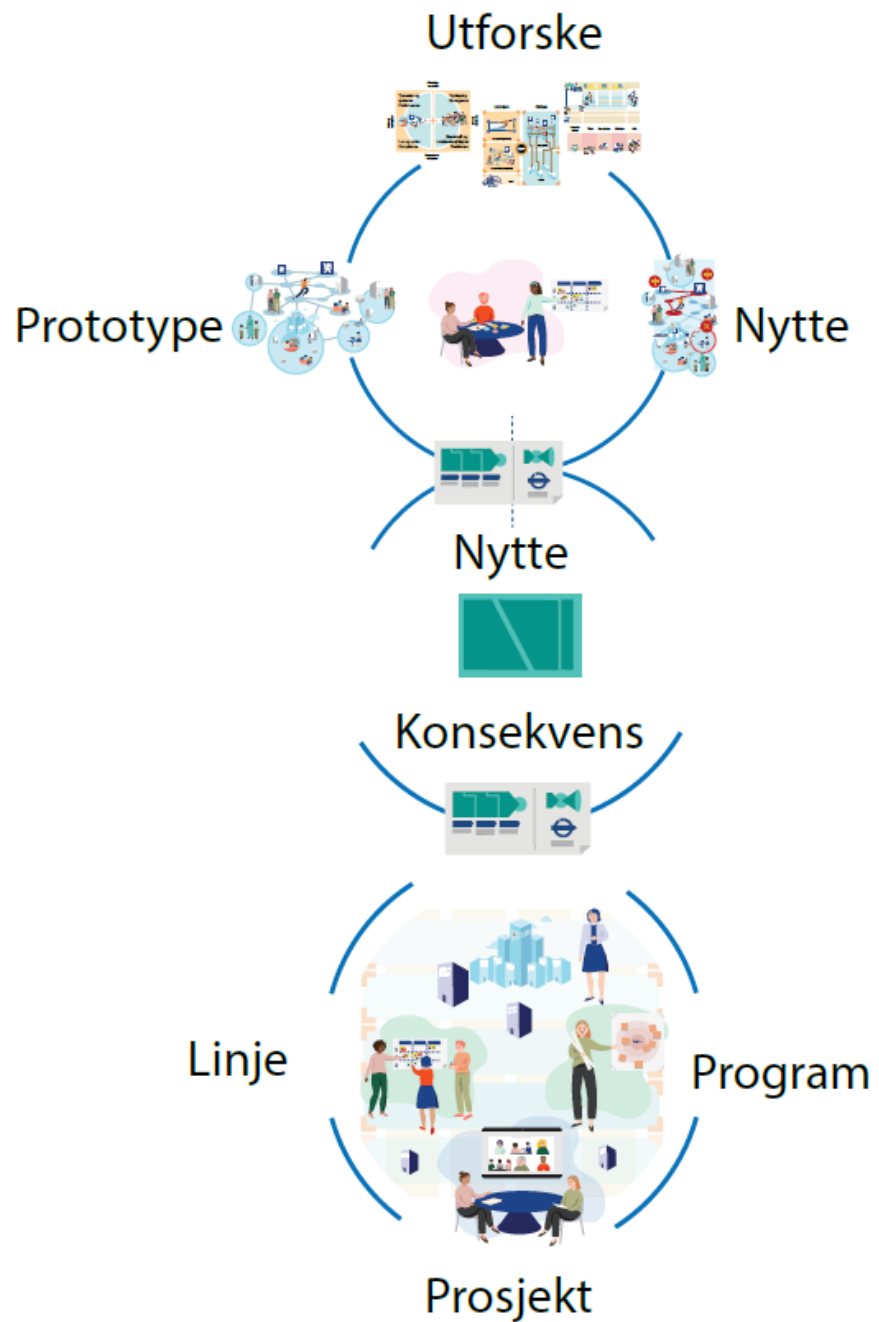 Utforske
Prototype
Nytte
Nytte
Konsekvens
Linje
Program
Prosjekt